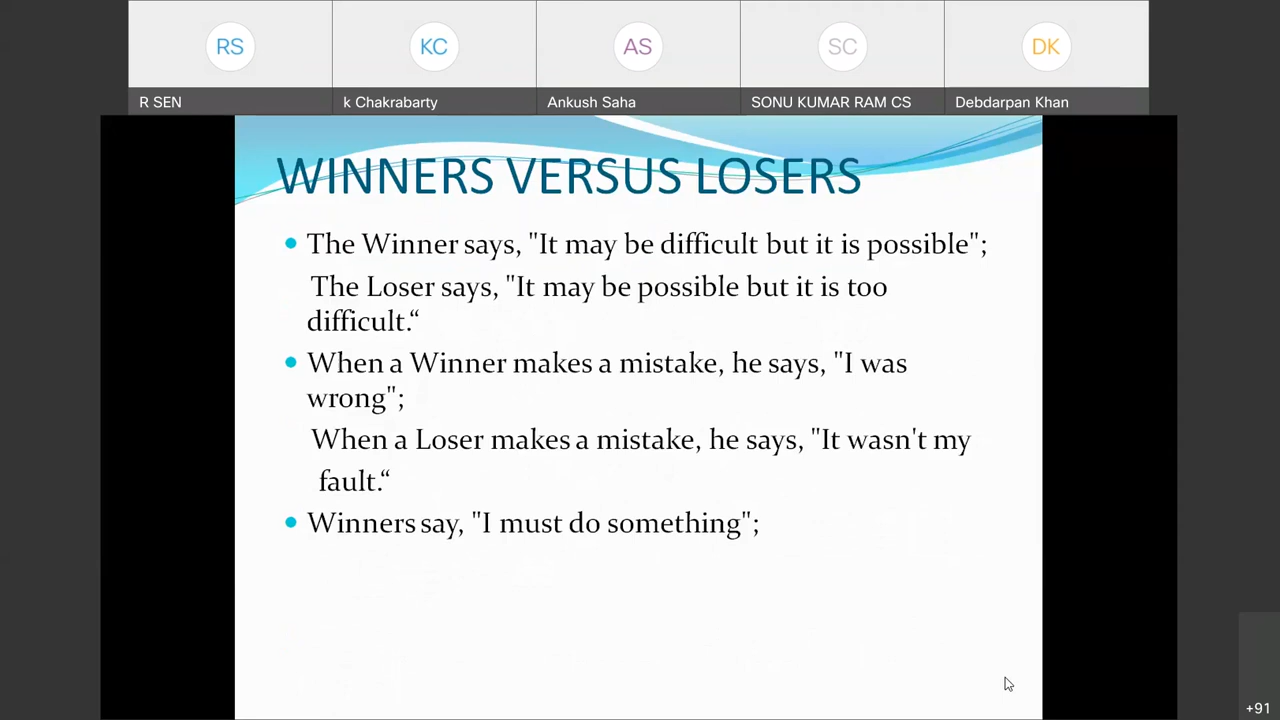 RS KC AS SC DK
R SEN k Chakrabarty Ankush Saha SONU KUMAR RAM CS Debdarpan Khan
WINNERS VERSUS LOSERS
• The Winner says, "It may be difficult but it is possible";
The Loser says, "It may be possible but it is too
difficult.“
• When a Winner makes a mistake, he says, "I was
wrong";
When a Loser makes a mistake, he says, "It wasn't my
fault.“
• Winners say, "I must do something";
+91